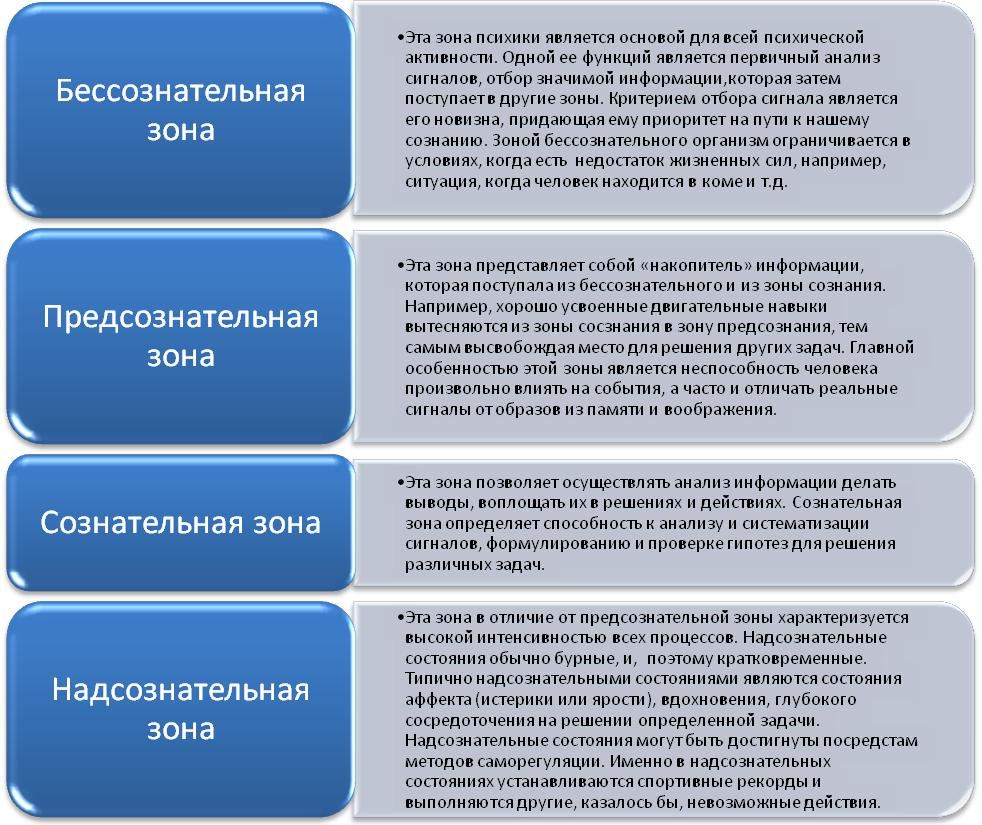 Бессознательная
зона
•Эта зона психики является основой для всей психической
активности. Одной ее функций является первичный анализ
сигналов, отбор значимой информации,которая затем
поступает в другие зоны. Критерием отбора сигнала является
его новизна, придающая ему приоритет на пути к нашему
сознанию. Зоной бессознательного организм ограничивается в
условиях, когда есть недостаток жизненных сил, например,
ситуация, когда человек находится в коме и т.д.
Предсознательная
зона
•Эта зона представляет собой «накопитель» информации,
которая поступала из бессознательного и из зоны сознания.
Например, хорошо усвоенные двигательные навыки
вытесняются из зоны сосзнания в зону предсознания, тем
самым высвобождая место для решения других задач. Главной
особенностью этой зоны является неспособность человека
произвольно влиять на события, а часто и отличать реальные
сигналы от образов из памяти и воображения.
Сознательная зона
•Эта зона позволяет осуществлять анализ информации делать
выводы, воплощать их в решениях и действиях. Сознательная
зона определяет способность к анализу и систематизации
сигналов, формулированию и проверке гипотез для решения
различных задач.
Надсознательная
зона
•Эта зона в отличие от предсознательной зоны характеризуется
высокой интенсивностью всех процессов. Надсознательные
состояния обычно бурные, и, поэтому кратковременные.
Типично надсознательными состояниями являются состояния
аффекта (истерики или ярости), вдохновения, глубокого
сосредоточения на решении определенной задачи.
Надсознательные состояния могут быть достигнуты посредстам
методов саморегуляции. Именно в надсознательных
состояниях устанавливаются спортивные рекорды и
выполняются другие, казалось бы, невозможные действия.